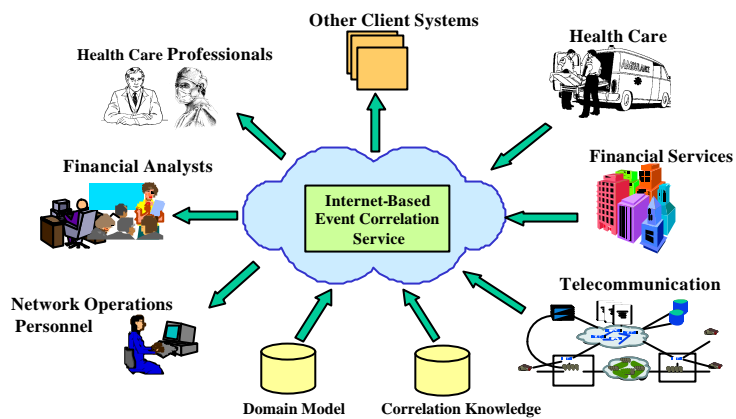 Other Client Systems
Health Care
Health Care Professionals
Financial Analysts
Financial Services
Internet-Based
Event Correlation
Service
Network Operations
Personnel
Telecommunication
Domain Model
Correlation Knowledge
AMBULANCE